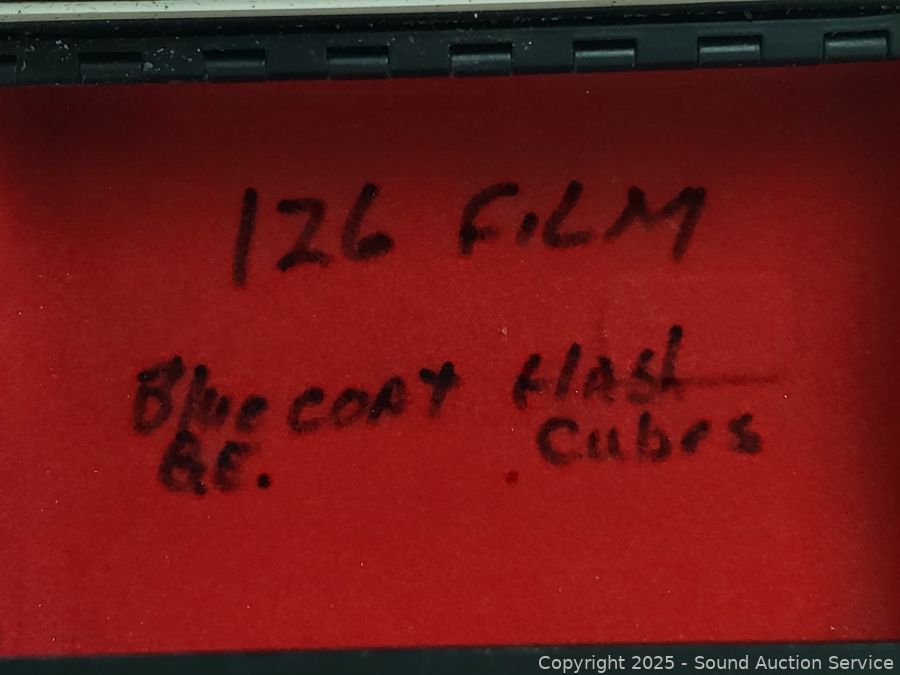 126 FILM
Blue COAT Flash
G.E. Cubes
Copyright 2025 - Sound Auction Service